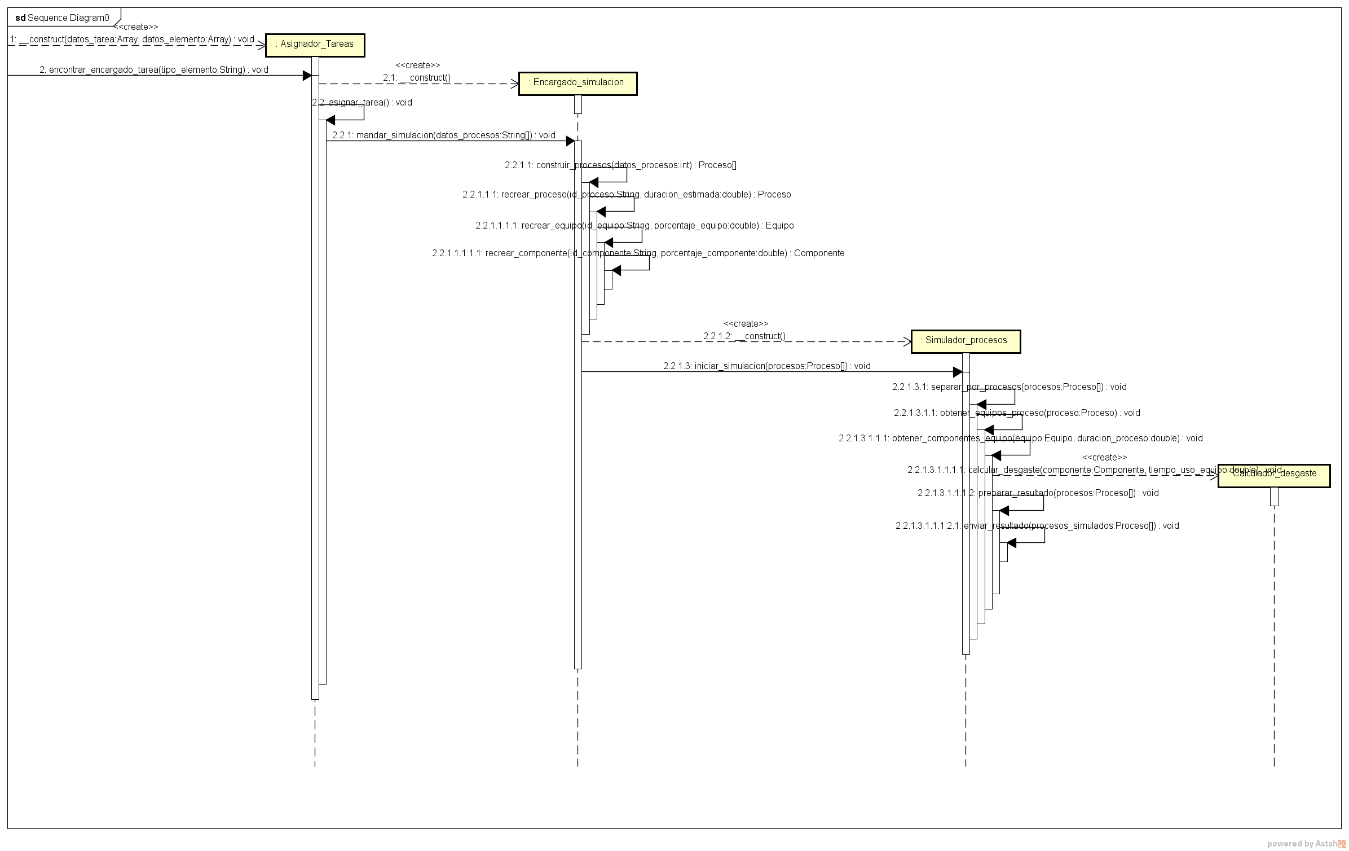 sd Sequence Diagram0
<<create>>
1: __construct(datos_tarea:Array, datos_elemento:Array) : void
: Asignador_Tareas
2: encontrar_encargado_tarea(tipo_elemento:String) : void
<<create>>
2.1: __construct()
: Encargado_simulacion
2.2: asignar_tarea() : void
2.2.1: mandar_simulacion(datos_procesos:String[]) : void
2.2.1.1: construir_procesos(datos_procesos:int) : Proceso[]
2.2.1.1.1: recrear_proceso(id_proceso:String, duracion_estimada:double) : Proceso
2.2.1.1.1.1: recrear_equipo(id_equipo:String, porcentaje_equipo:double) : Equipo
2.2.1.1.1.1.1: recrear_componente(id_componente:String, porcentaje_componente:double) : Componente
<<create>>
2.2.1.2: __construct()
: Simulador_procesos
2.2.1.3: iniciar_simulacion(procesos:Proceso[]) : void
2.2.1.3.1: separar_por_procesos(procesos:Proceso[]) : void
2.2.1.3.1.1: obtener_equipos_proceso(proceso:Proceso) : void
2.2.1.3.1.1.1: obtener_componentes_equipo(equipo:Equipo, duracion_proceso:double) : void
<<create>>
2.2.1.3.1.1.1.1: calcular_desgaste(componente:Componente, tiempo_uso_equipo:double) : void
Calculador_desgaste
2.2.1.3.1.1.1.2: preparar_resultado(procesos:Proceso[]) : void
2.2.1.3.1.1.1.2.1: enviar_resultado(procesos_simulados:Proceso[]) : void
powered by Astah